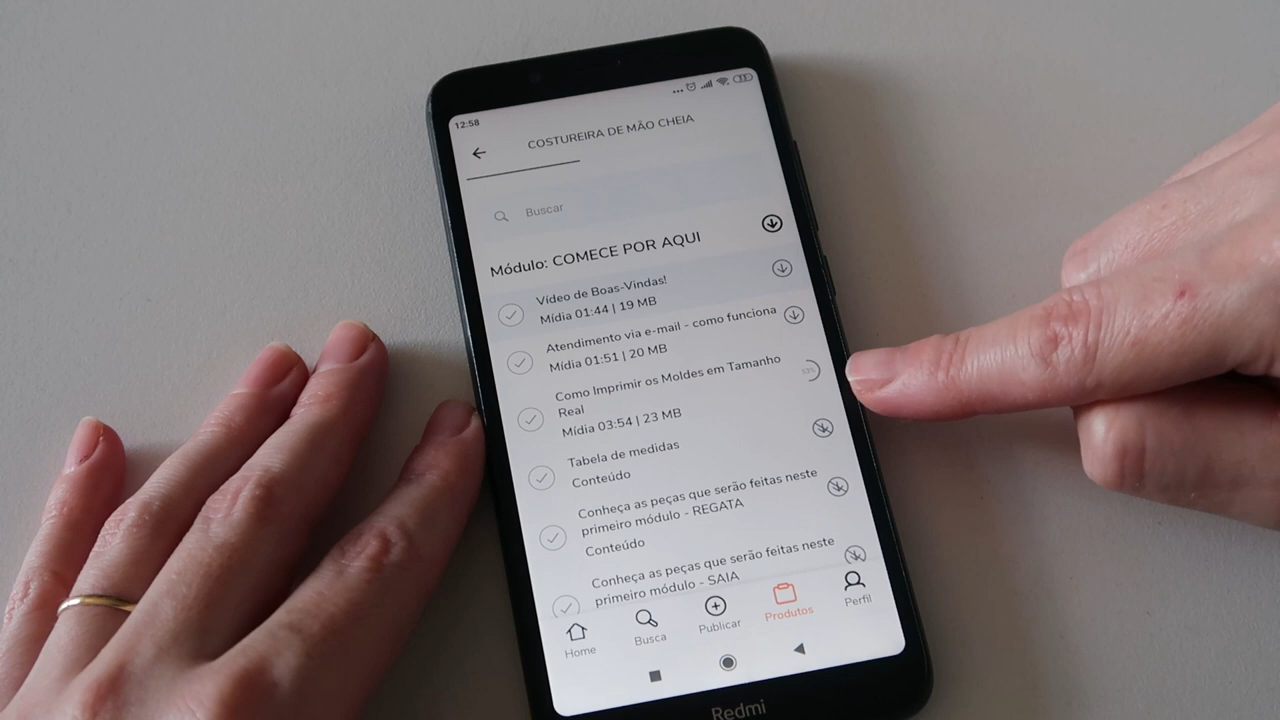 12:58
COSTUREIRA DE MÃO CHEIA
Buscar
Módulo: COMECE POR AQUI
Vídeo de Boas-Vindas!
Mídia 01:44 | 19 MB
Atendimento via e-mail - como funciona
Mídia 01:51 | 20 MB
Como Imprimir os Moldes em Tamanho
Real
Mídia 03:54 | 23 MB
Tabela de medidas
Conteúdo
Conheça as peças que serão feitas neste
primeiro módulo - REGATA
Conteúdo
Conheça as peças que serão feitas neste
primeiro módulo - SAIA
Home
Busca
Publicar
Produtos
Perfil
Redmi